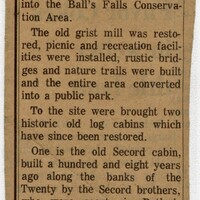 into the Ball's Falls Conserva-
tion Area.
The old grist mill was resto-
red, picnic and recreation facil-
ities were installed, rustic brid-
ges and nature trails were built
and the entire area converted
into a public park.
To the site were brought two
historic old log cabins which
have since been restored.
One is the old Secord cabin,
built a hundred and eight years
ago along the banks of the
Twenty by the Secord brothers,